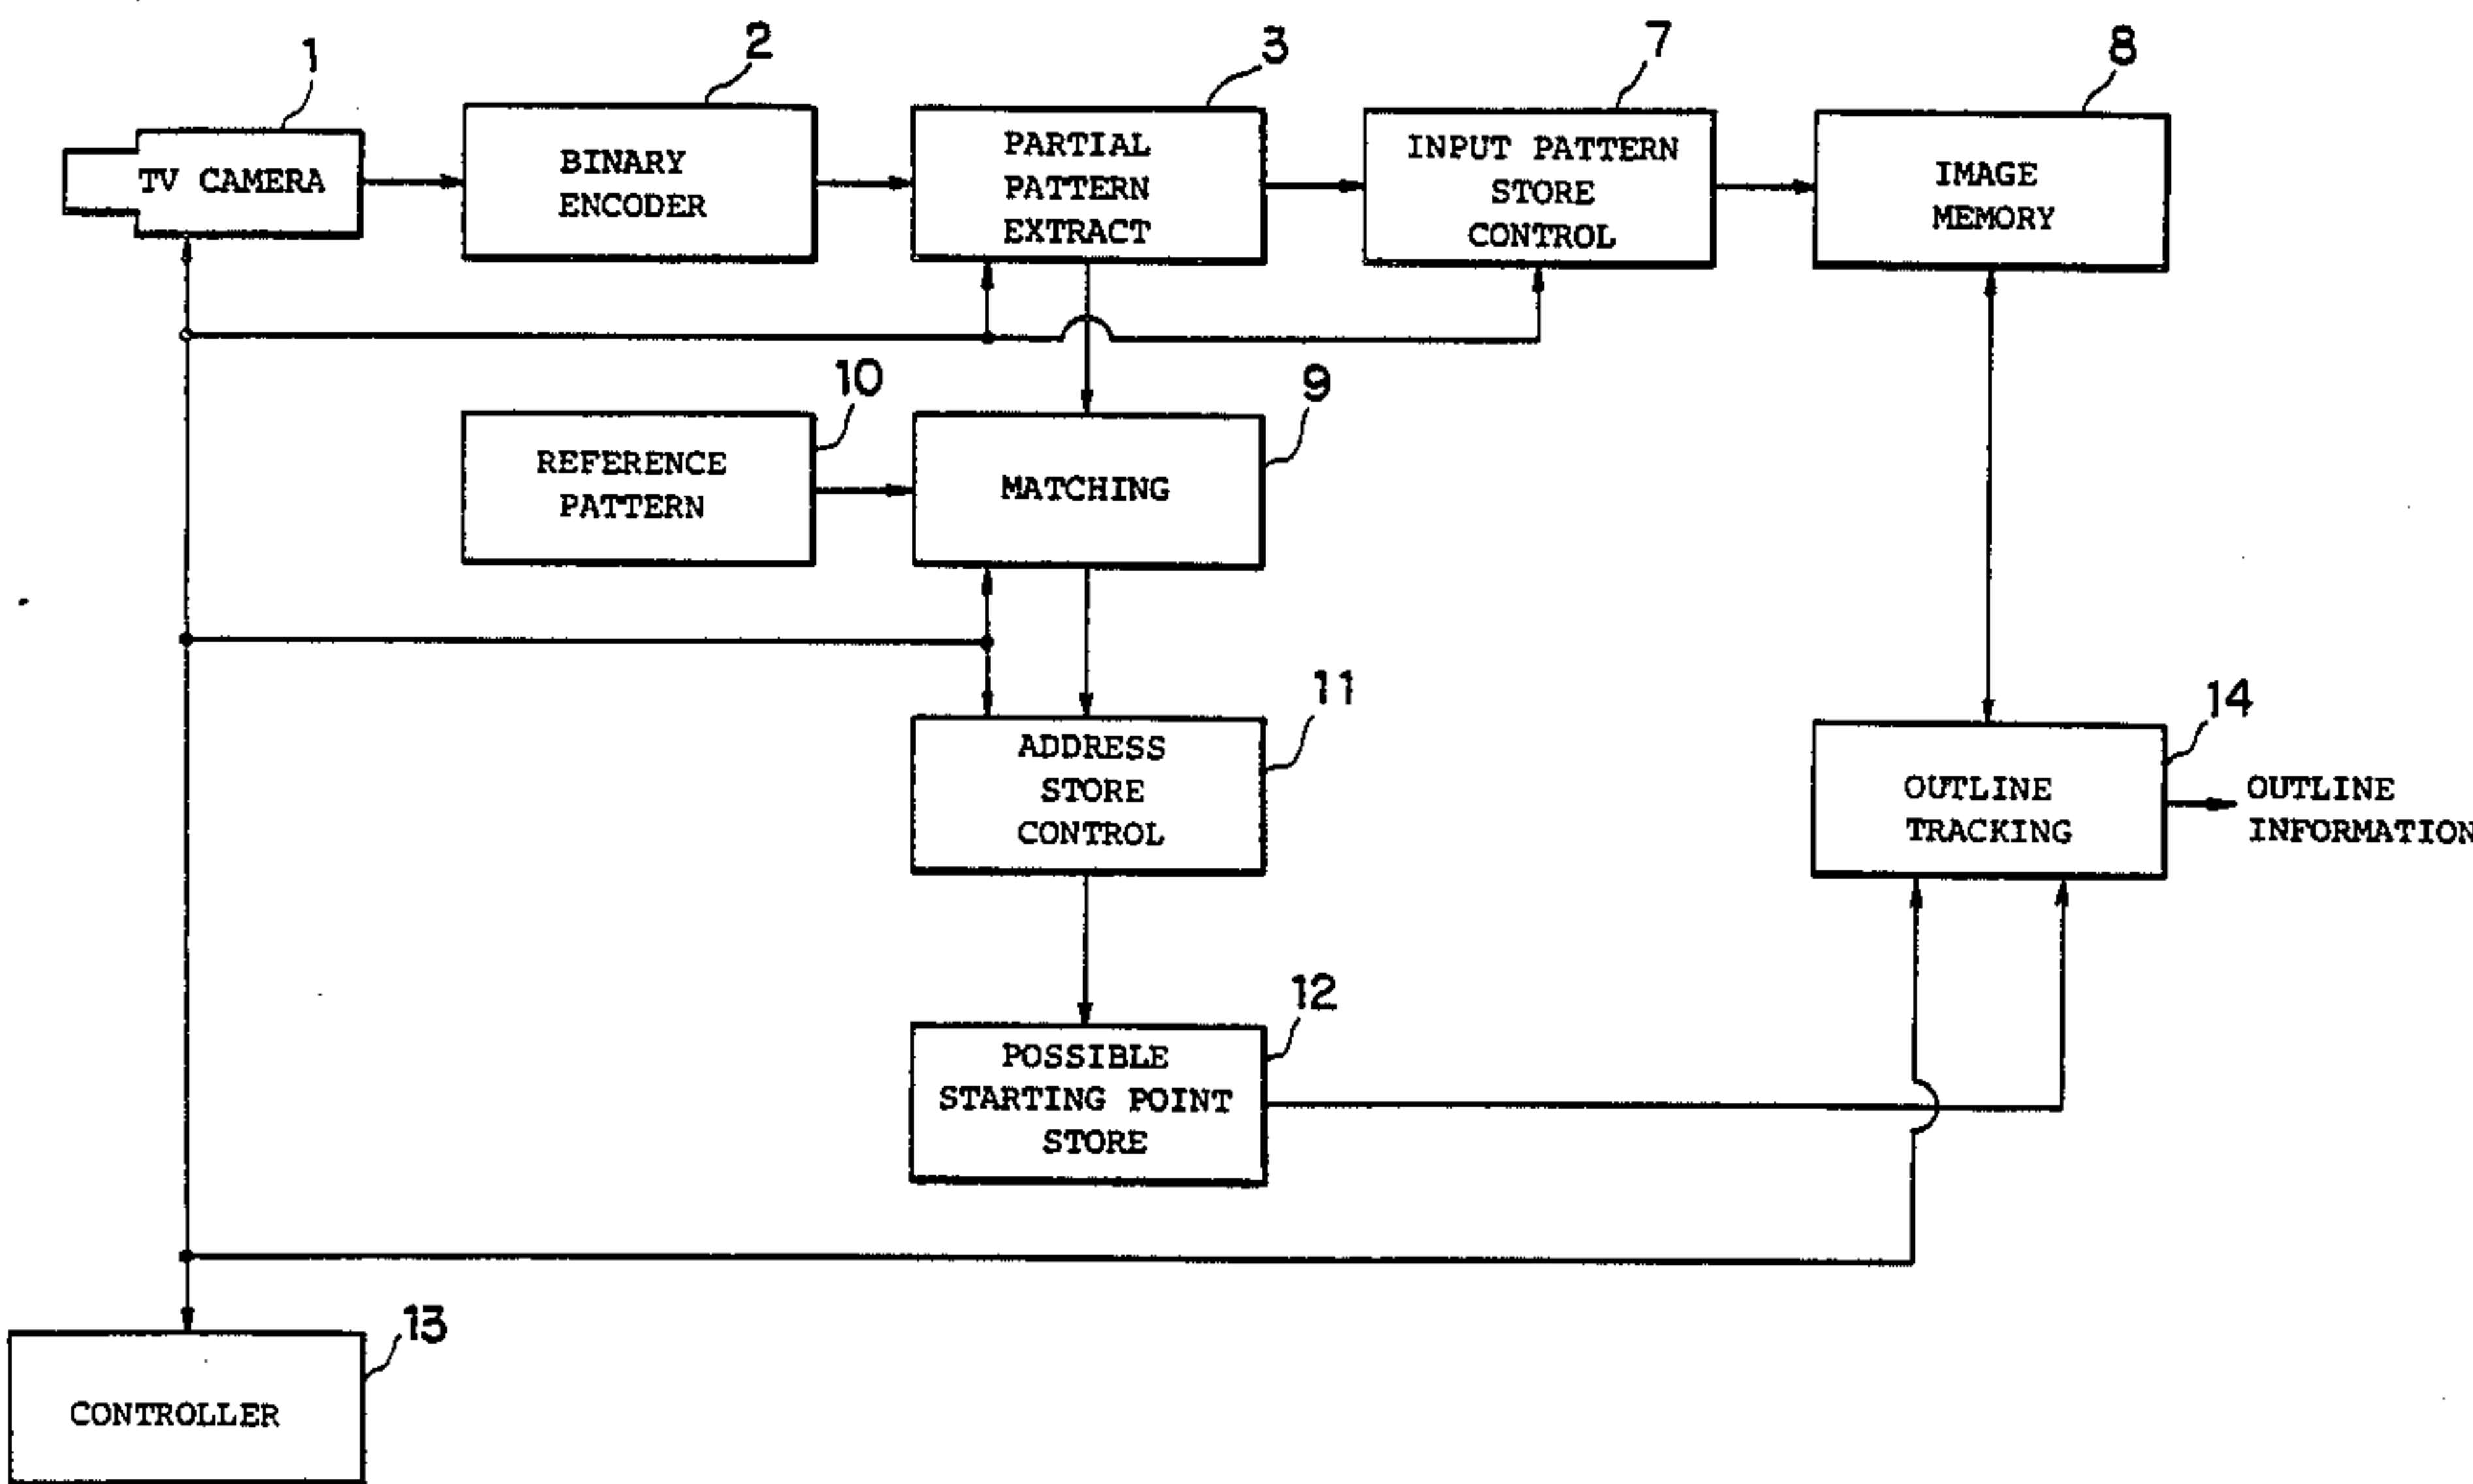 1
2
3
7
8
TV CAMERA
BINARY
ENCODER
PARTIAL
PATTERN
EXTRACT
INPUT PATTERN
STORE
CONTROL
IMAGE
MEMORY
10
9
REFERENCE
PATTERN
MATCHING
11
14
ADDRESS
STORE
CONTROL
OUTLINE
TRACKING
OUTLINE
INFORMATION
12
POSSIBLE
STARTING POINT
STORE
13
CONTROLLER